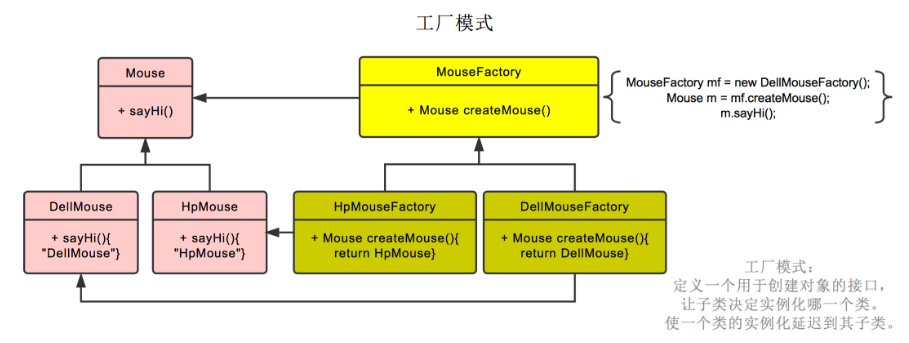 工厂模式
Mouse
+ sayHi()
MouseFactory
+ Mouse createMouse()
MouseFactory mf = new DellMouseFactory();
Mouse m = mf.createMouse();
m.sayHi();
DellMouse
+ sayHi(){
"DellMouse"}
HpMouse
+ sayHi(){
"HpMouse"}
HpMouseFactory
+ Mouse createMouse(){
return HpMouse}
DellMouseFactory
+ Mouse createMouse(){
return DellMouse}
工厂模式：
定义一个用于创建对象的接口，
让子类决定实例化哪一个类。
使一个类的实例化延迟到其子类。